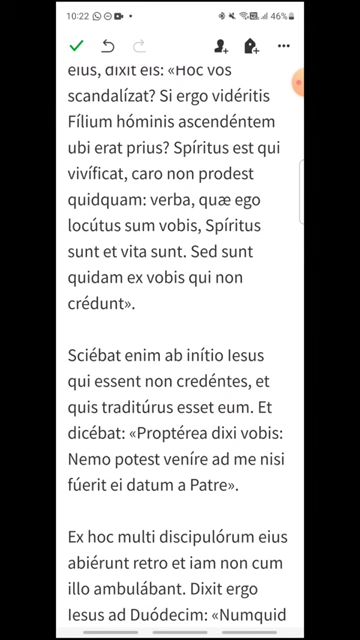 10:22
46%
eius, dixit eis: «Hoc vos
scandalízat? Si ergo vidéritis
Fílium hóminis ascendéntem
ubi erat prius? Spíritus est qui
vivíficat, caro non prodest
quidquam: verba, quæ ego
locútus sum vobis, Spíritus
sunt et vita sunt. Sed sunt
quidam ex vobis qui non
crédunt».
Sciébat enim ab inítio Iesus
qui essent non credéntes, et
quis traditúrus esset eum. Et
dicébat: «Proptérea dixi vobis:
Nemo potest veníre ad me nisi
fúerit ei datum a Patre».
Ex hoc multi discipulórum eius
abiérunt retro et iam non cum
illo ambulábant. Dixit ergo
Iesus ad Duódecim: «Numquid